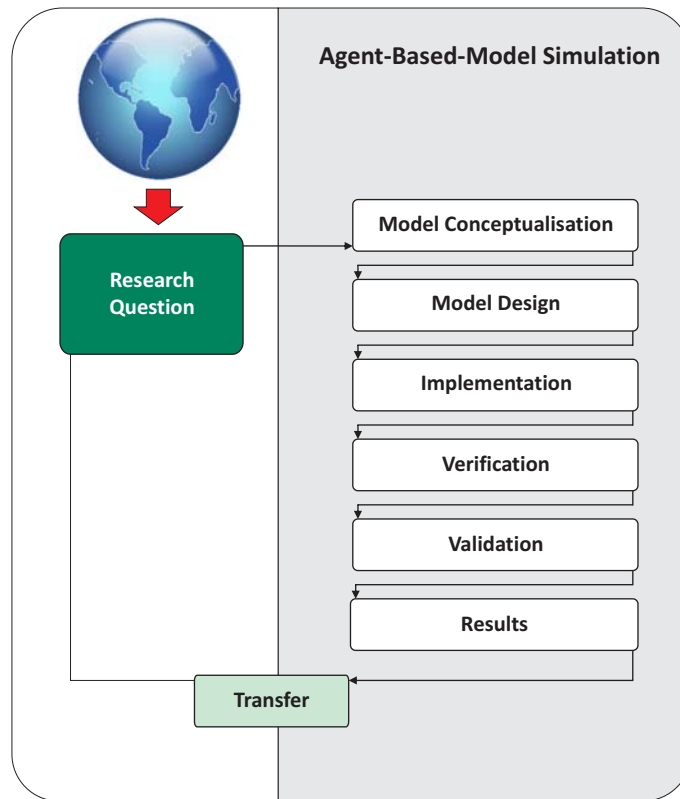 Agent-Based-Model Simulation
Research
Question
Model Conceptualisation
Model Design
Implementation
Verification
Validation
Results
Transfer